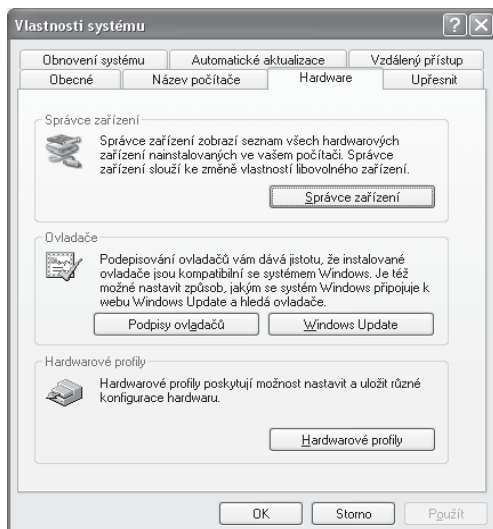 Vlastnosti systému
Obnovení systému
Automatické aktualizace
Vzdálený přístup
Obecné
Název počítače
Hardware
Upřesnit
Správce zařízení
Správce zařízení zobrazí seznam všech hardwarových
zařízení nainstalovaných ve vašem počítači. Správce
zařízení slouží ke změně vlastností libovolného zařízení.
Správce zařízení
Ovladače
Podepisování ovladačů vám dává jistotu, že instalované
ovladače jsou kompatibilní se systémem Windows. Je též
možné nastavit způsob, jakým se systém Windows připojuje k
webu Windows Update a hledá ovladače.
Podpisy ovladačů
Windows Update
Hardwarové profily
Hardwarové profily poskytují možnost nastavit a uložit různé
konfigurace hardwaru.
Hardwarové profily
OK
Storno
Použít